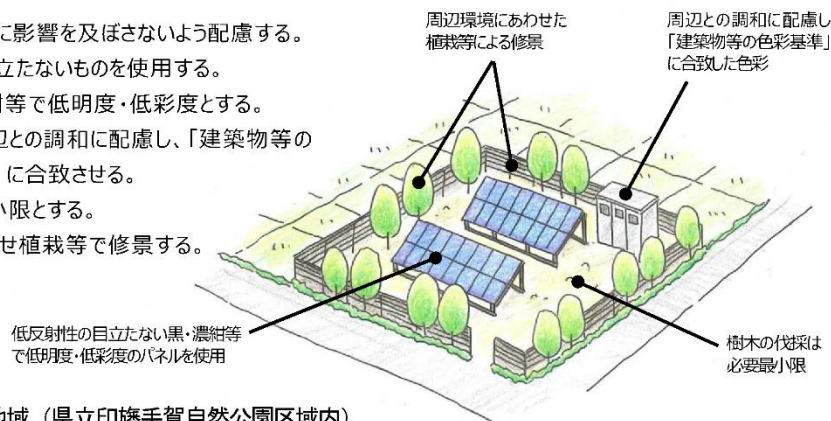 に影響を及ぼさないよう配慮する。
立たないものを使用する。
等で低明度・低彩度とする。
辺との調和に配慮し、「建築物等の
に合致させる。
小限とする。
せ植栽等で修景する。
周辺環境にあわせた
植栽等による修景
周辺との調和に配慮し
「建築物等の色彩基準」
に合致した色彩
低反射性の目立たない黒・濃紺等
で低明度・低彩度のパネルを使用
樹木の伐採は
必要最小限
地域（県立印旛手賀自然公園区域内）